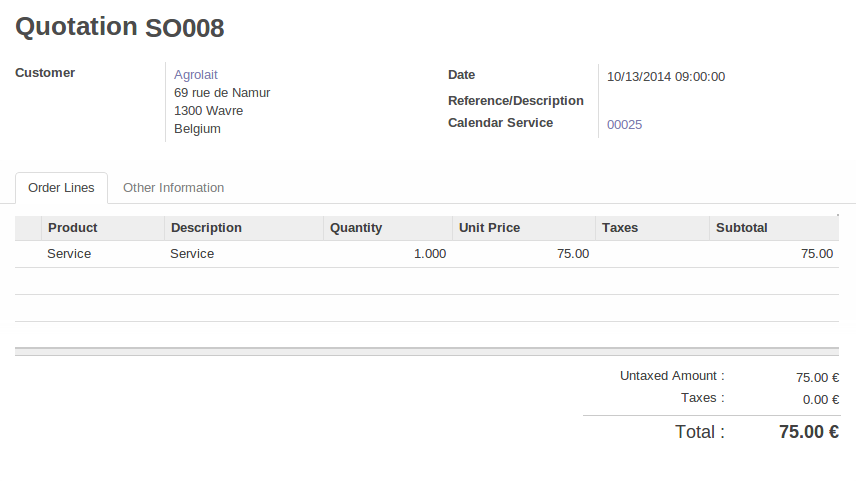 Quotation SO008
Customer
Agrolait
69 rue de Namur
1300 Wavre
Belgium
Date 10/13/2014 09:00:00
Reference/Description
Calendar Service 00025
Order Lines Other Information
Product Description Quantity Unit Price Taxes Subtotal
Service Service 1.000 75.00 75.00
Untaxed Amount : 75.00 €
Taxes : 0.00 €
Total : 75.00 €